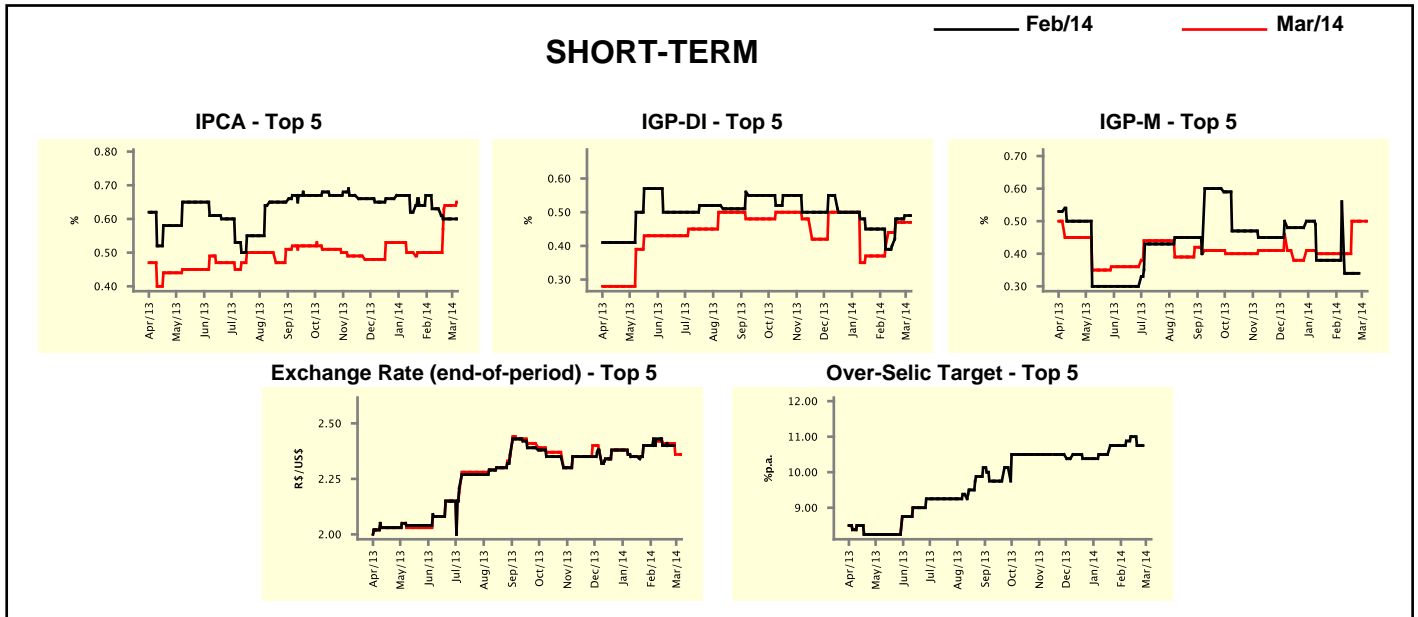 Feb/14 Mar/14
SHORT-TERM
IPCA - Top 5
0.80
0.70
0.60
0.50
0.40
%
Apr/13 May/13 Jun/13 Jul/13 Aug/13 Sep/13 Oct/13 Nov/13 Dec/13 Jan/14 Feb/14 Mar/14
IGP-DI - Top 5
0.60
0.50
0.40
0.30
%
Apr/13 May/13 Jun/13 Jul/13 Aug/13 Sep/13 Oct/13 Nov/13 Dec/13 Jan/14 Feb/14 Mar/14
IGP-M - Top 5
0.70
0.60
0.50
0.40
0.30
%
Apr/13 May/13 Jun/13 Jul/13 Aug/13 Sep/13 Oct/13 Nov/13 Dec/13 Jan/14 Feb/14 Mar/14
Exchange Rate (end-of-period) - Top 5
2.50
2.25
2.00
R$/US$
Apr/13 May/13 Jun/13 Jul/13 Aug/13 Sep/13 Oct/13 Nov/13 Dec/13 Jan/14 Feb/14 Mar/14
Over-Selic Target - Top 5
12.00
11.00
10.00
9.00
%p.a.
Apr/13 May/13 Jun/13 Jul/13 Aug/13 Sep/13 Oct/13 Nov/13 Dec/13 Jan/14 Feb/14 Mar/14